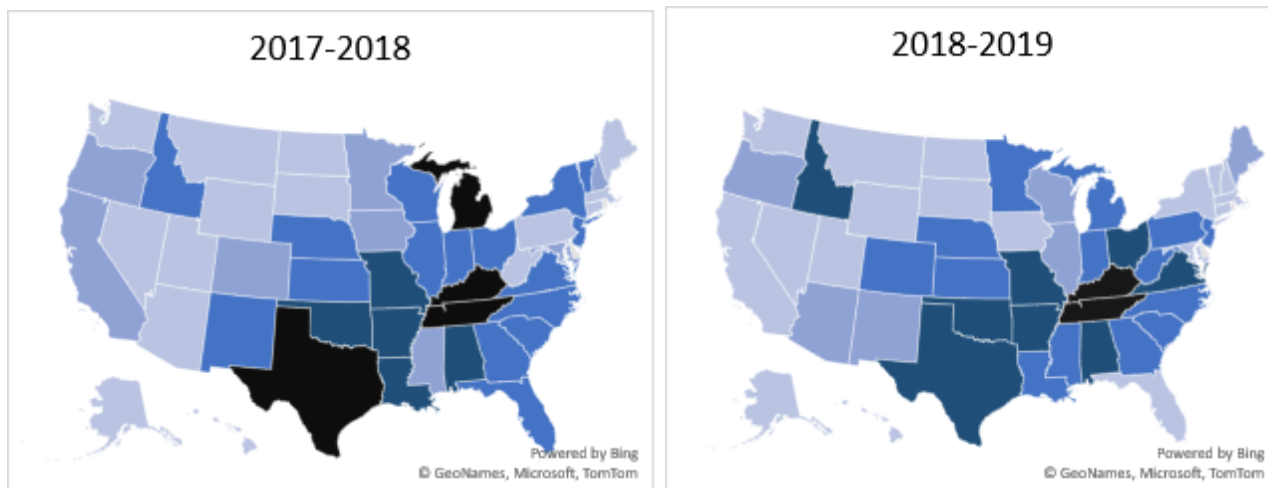 2017-2018
Powered by Bing
© GeoNames, Microsoft, TomTom
2018-2019
Powered by Bing
© GeoNames, Microsoft, TomTom